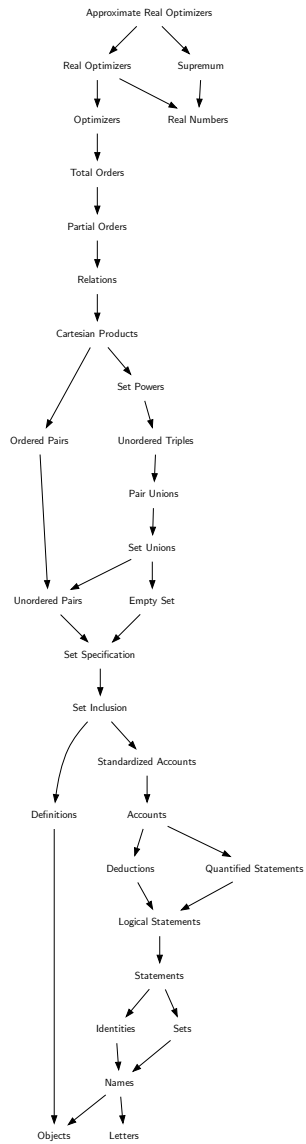 Approximate Real Optimizers
Real Optimizers
Supremum
Optimizers
Real Numbers
Total Orders
Partial Orders
Relations
Cartesian Products
Set Powers
Ordered Pairs
Unordered Triples
Pair Unions
Set Unions
Unordered Pairs
Empty Set
Set Specification
Set Inclusion
Standardized Accounts
Definitions
Accounts
Deductions
Quantified Statements
Logical Statements
Statements
Identities
Sets
Names
Objects
Letters